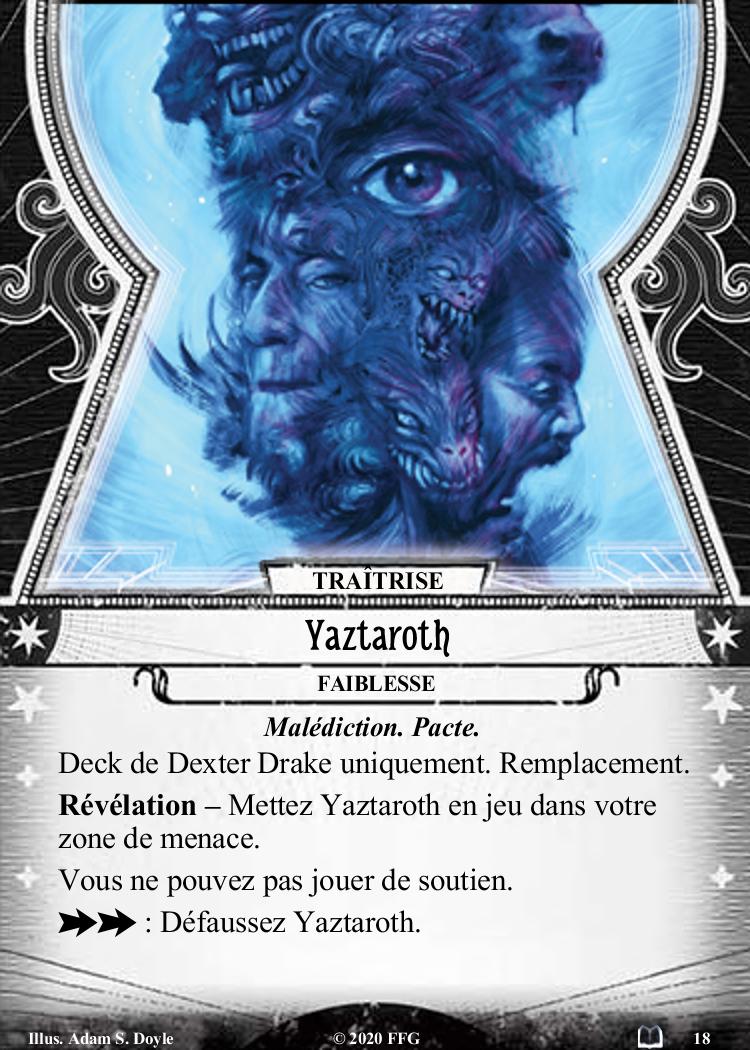 TRAÎTRISE
Yaztaroth
FAIBLESSE
Malédiction. Pacte.
Deck de Dexter Drake uniquement. Remplacement.
Révélation – Mettez Yaztaroth en jeu dans votre
zone de menace.
Vous ne pouvez pas jouer de soutien.
: Défaussez Yaztaroth.
Illus. Adam S. Doyle
© 2020 FFG
18